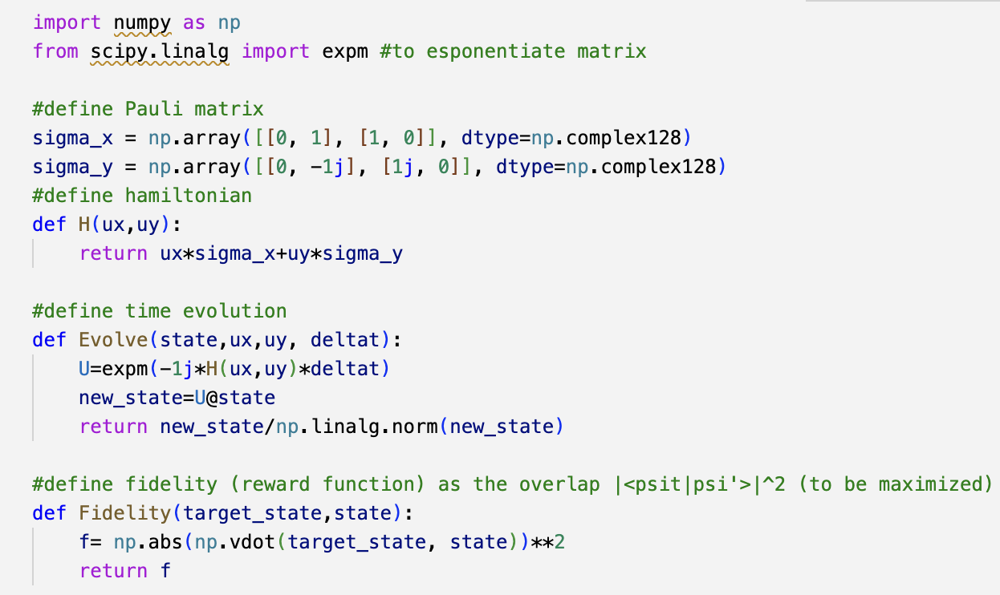 import numpy as np
from scipy.linalg import expm #to esponentiate matrix
#define Pauli matrix
sigma_x = np.array([[0, 1], [1, 0]], dtype=np.complex128)
sigma_y = np.array([[0, -1j], [1j, 0]], dtype=np.complex128)
#define hamiltonian
def H(ux,uy):
    return ux*sigma_x+uy*sigma_y
#define time evolution
def Evolve(state,ux,uy, deltat):
    U=expm(-1j*H(ux,uy)*deltat)
    new_state=U@state
    return new_state/np.linalg.norm(new_state)
#define fidelity (reward function) as the overlap |<psit|psi'>|^2 (to be maximized)
def Fidelity(target_state,state):
    f= np.abs(np.vdot(target_state, state))**2
    return f